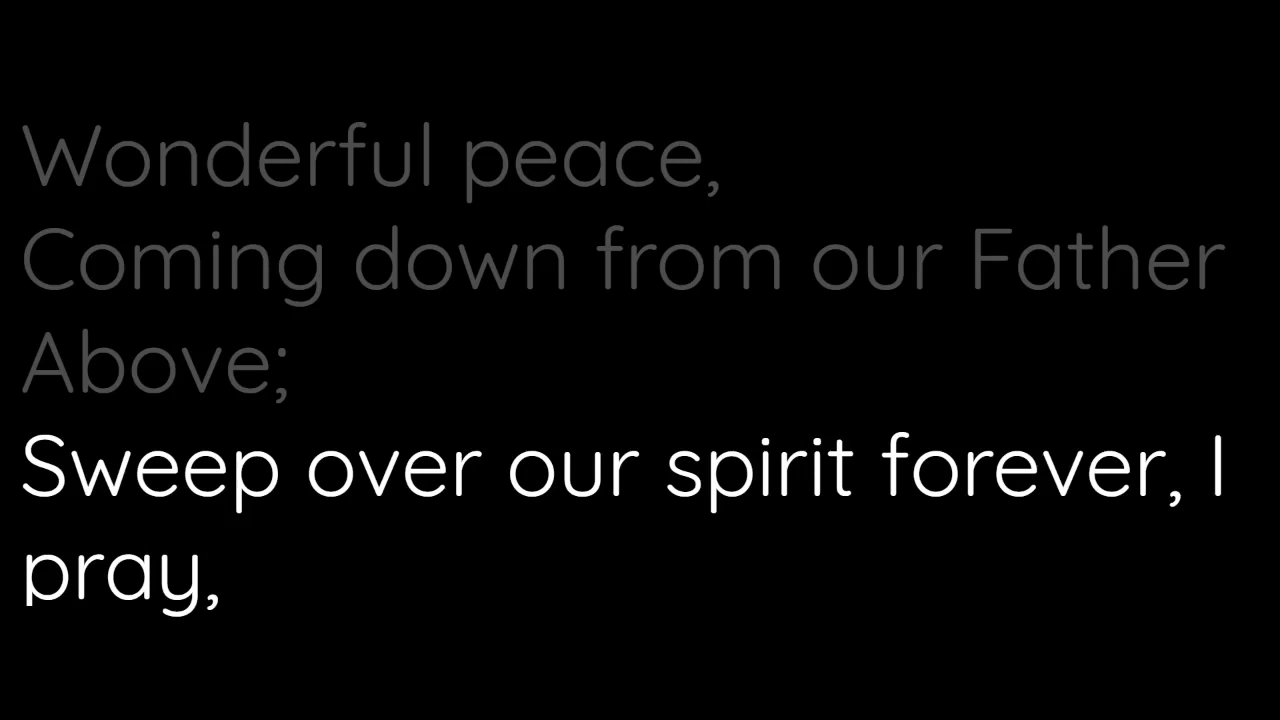 Wonderful peace,
Coming down from our Father
Above;
Sweep over our spirit forever, I
pray,